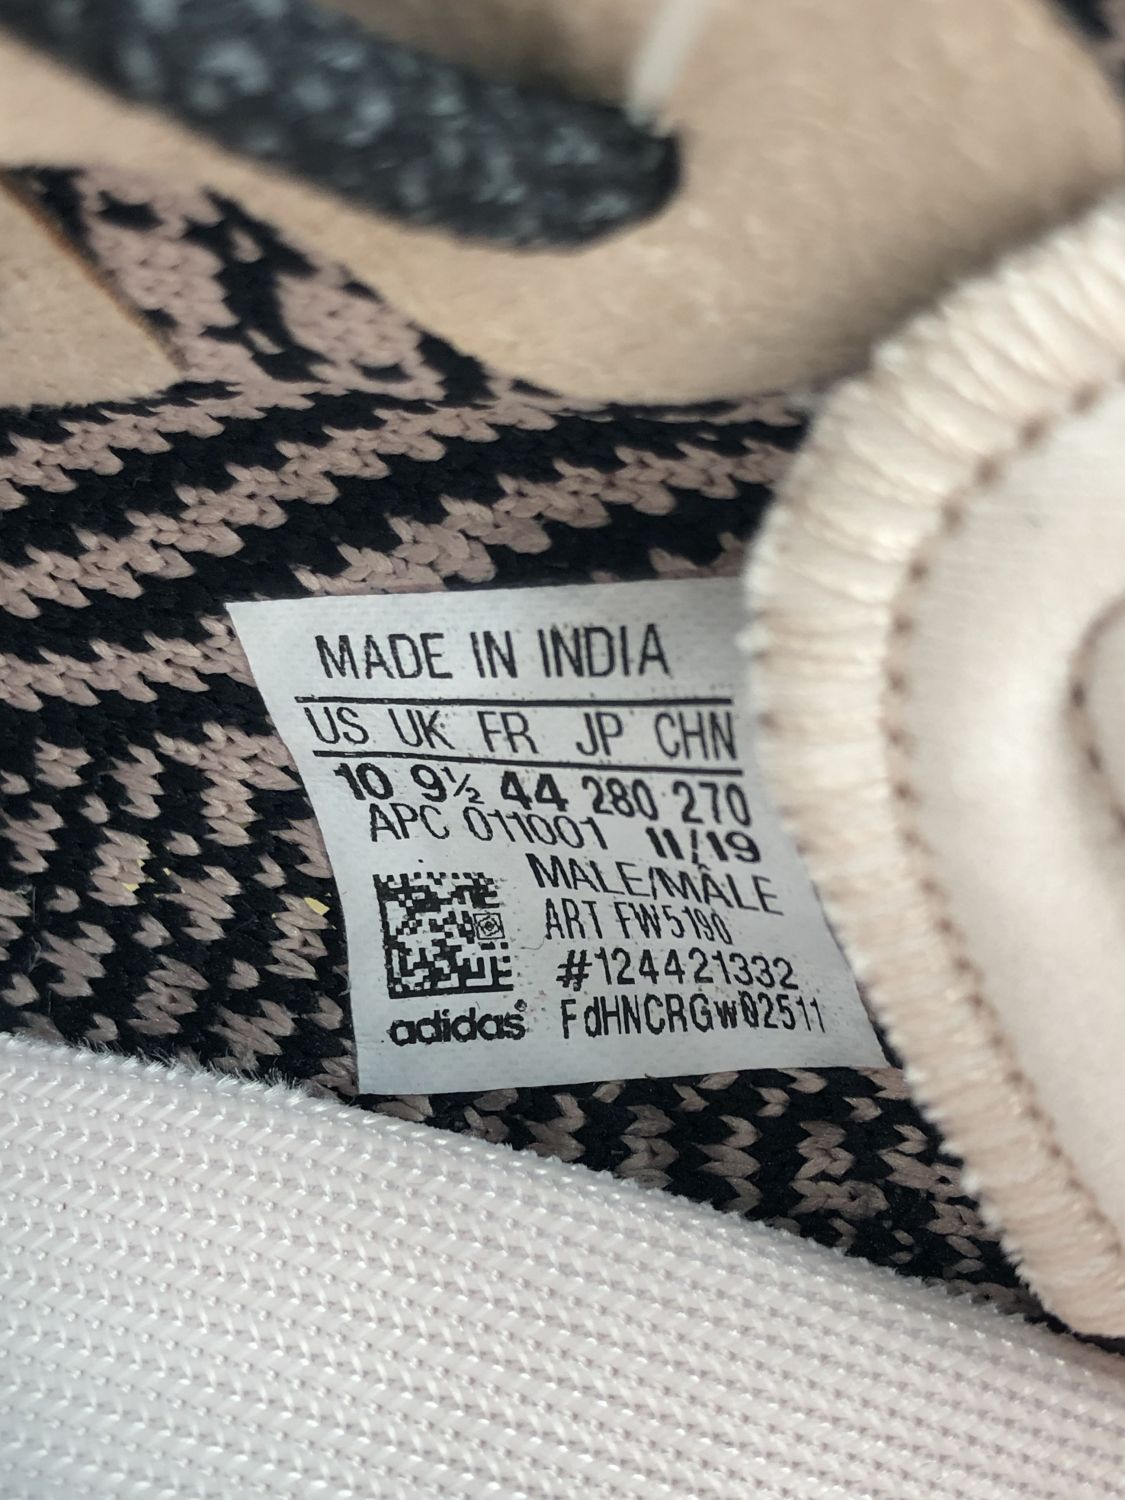 MADE IN INDIA
US UK FR JP CHN
10 9½ 44 280 270
APC 011001 11/19
MALE/MÂLE
ART FW5190
#124421332
FdHNCRGw02511
adidas®